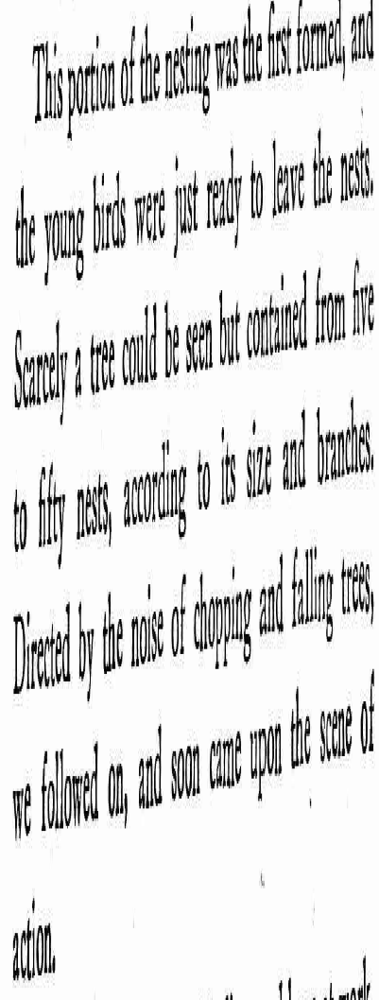 This portion of the nesting was the first formed, and
the young birds were just ready to leave the nests.
Scarcely a tree could be seen but contained from five
to fifty nests, according to its size and branches.
Directed by the noise of chopping and falling trees,
we followed on, and soon came upon the scene of
action.